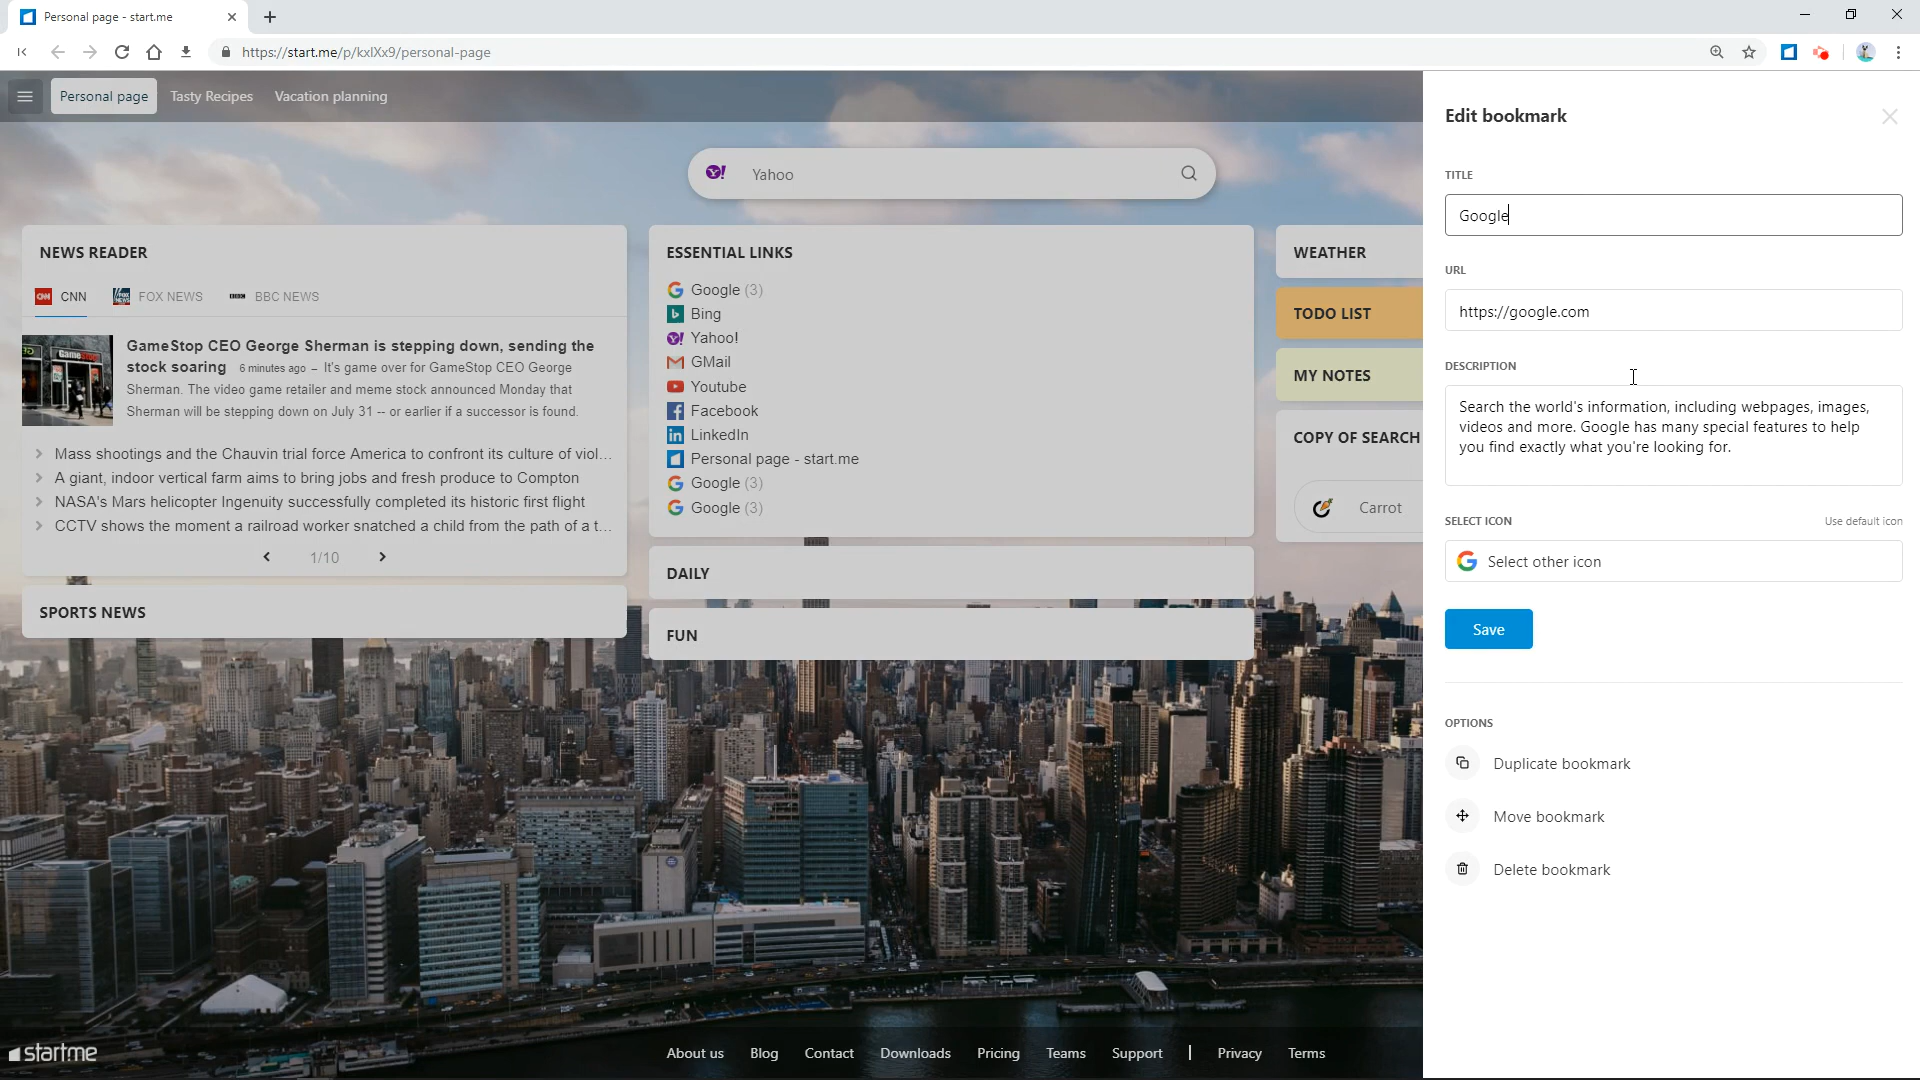 Personal page - start.me
https://start.me/p/kxlXx9/personal-page
Personal page
Tasty Recipes
Vacation planning
Y!
Yahoo
NEWS READER
CNN
FOX NEWS
BBC NEWS
GameStop CEO George Sherman is stepping down, sending the
stock soaring 6 minutes ago – It's game over for GameStop CEO George
Sherman. The video game retailer and meme stock announced Monday that
Sherman will be stepping down on July 31 -- or earlier if a successor is found.
Mass shootings and the Chauvin trial force America to confront its culture of viol...
A giant, indoor vertical farm aims to bring jobs and fresh produce to Compton
NASA's Mars helicopter Ingenuity successfully completed its historic first flight
CCTV shows the moment a railroad worker snatched a child from the path of a t...
1/10
SPORTS NEWS
ESSENTIAL LINKS
Google (3)
Bing
Yahoo!
GMail
Youtube
Facebook
LinkedIn
Personal page - start.me
Google (3)
Google (3)
DAILY
FUN
WEATHER
TODO LIST
MY NOTES
COPY OF SEARCH
Carrot
Edit bookmark
TITLE
Google
URL
https://google.com
DESCRIPTION
Search the world's information, including webpages, images,
videos and more. Google has many special features to help
you find exactly what you're looking for.
SELECT ICON
Use default icon
Select other icon
Save
OPTIONS
Duplicate bookmark
Move bookmark
Delete bookmark
startme
About us
Blog
Contact
Downloads
Pricing
Teams
Support
|
Privacy
Terms